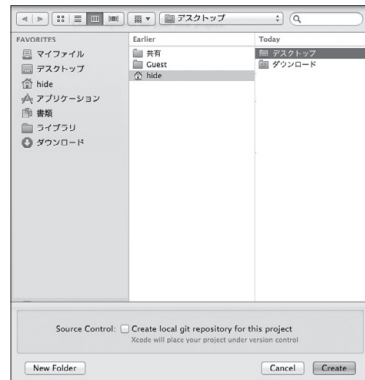 デスクトップ
FAVORITES
マイファイル
デスクトップ
hide
アプリケーション
書類
ライブラリ
ダウンロード
Earlier
共有
Guest
hide
Today
デスクトップ
ダウンロード
Source Control: Create local git repository for this project
Xcode will place your project under version control
New Folder
Cancel
Create